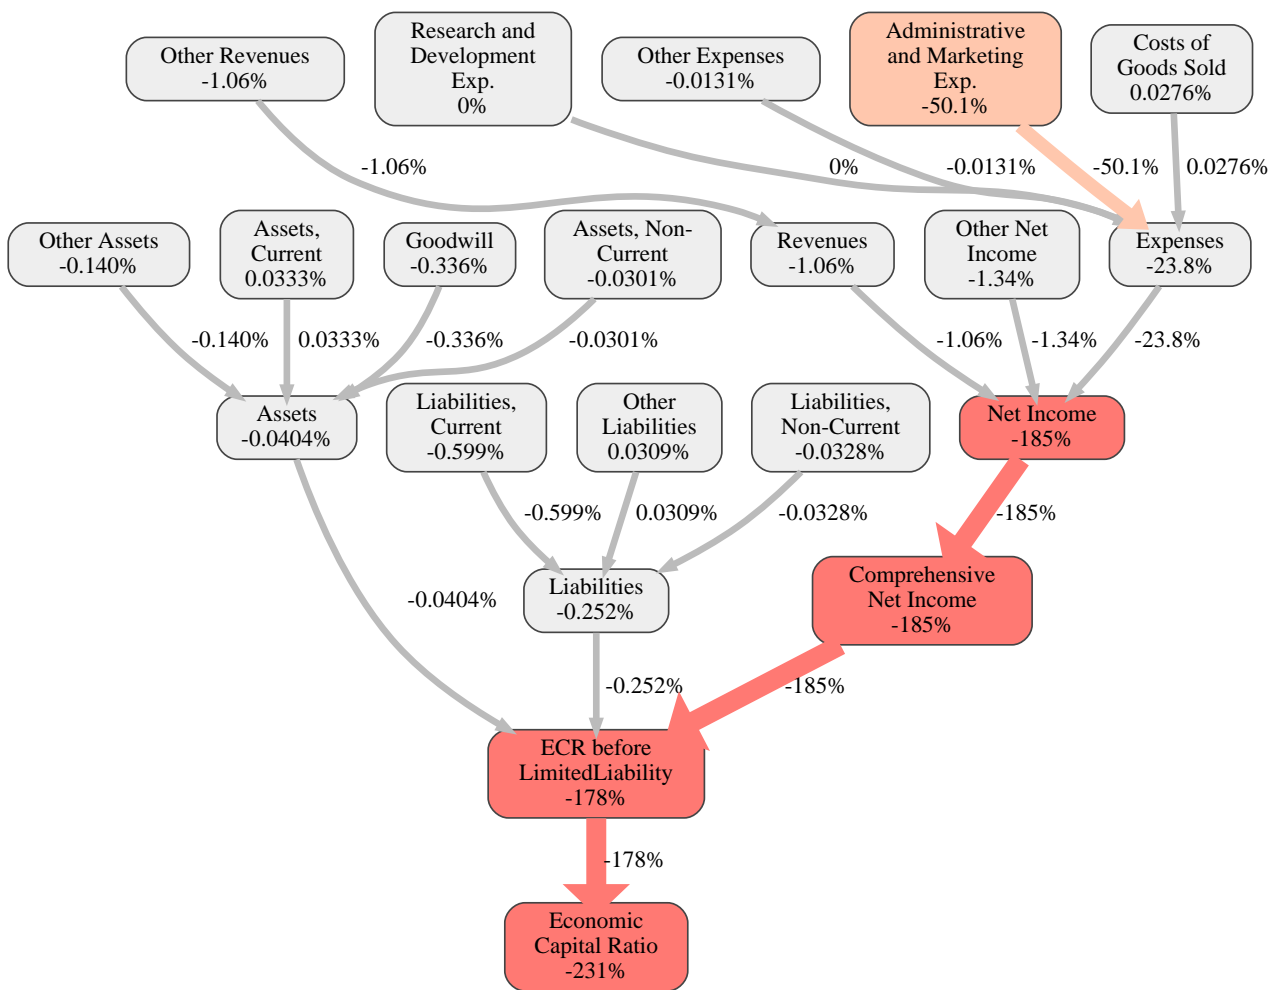 Other Revenues
-1.06%
Research and
Development
Exp.
0%
Other Expenses
-0.0131%
Administrative
and Marketing
Exp.
-50.1%
Costs of
Goods Sold
0.0276%
-1.06%
0%
-0.0131%
-50.1%
0.0276%
Other Assets
-0.140%
Assets,
Current
0.0333%
Goodwill
-0.336%
Assets, Non-
Current
-0.0301%
Revenues
-1.06%
Other Net
Income
-1.34%
Expenses
-23.8%
-0.140%
0.0333%
-0.336%
-0.0301%
-1.06%
-1.34%
-23.8%
Assets
-0.0404%
Liabilities,
Current
-0.599%
Other
Liabilities
0.0309%
Liabilities,
Non-Current
-0.0328%
Net Income
-185%
-0.599%
0.0309%
-0.0328%
-185%
Liabilities
-0.252%
Comprehensive
Net Income
-185%
-0.0404%
-0.252%
-185%
ECR before
LimitedLiability
-178%
-178%
Economic
Capital Ratio
-231%